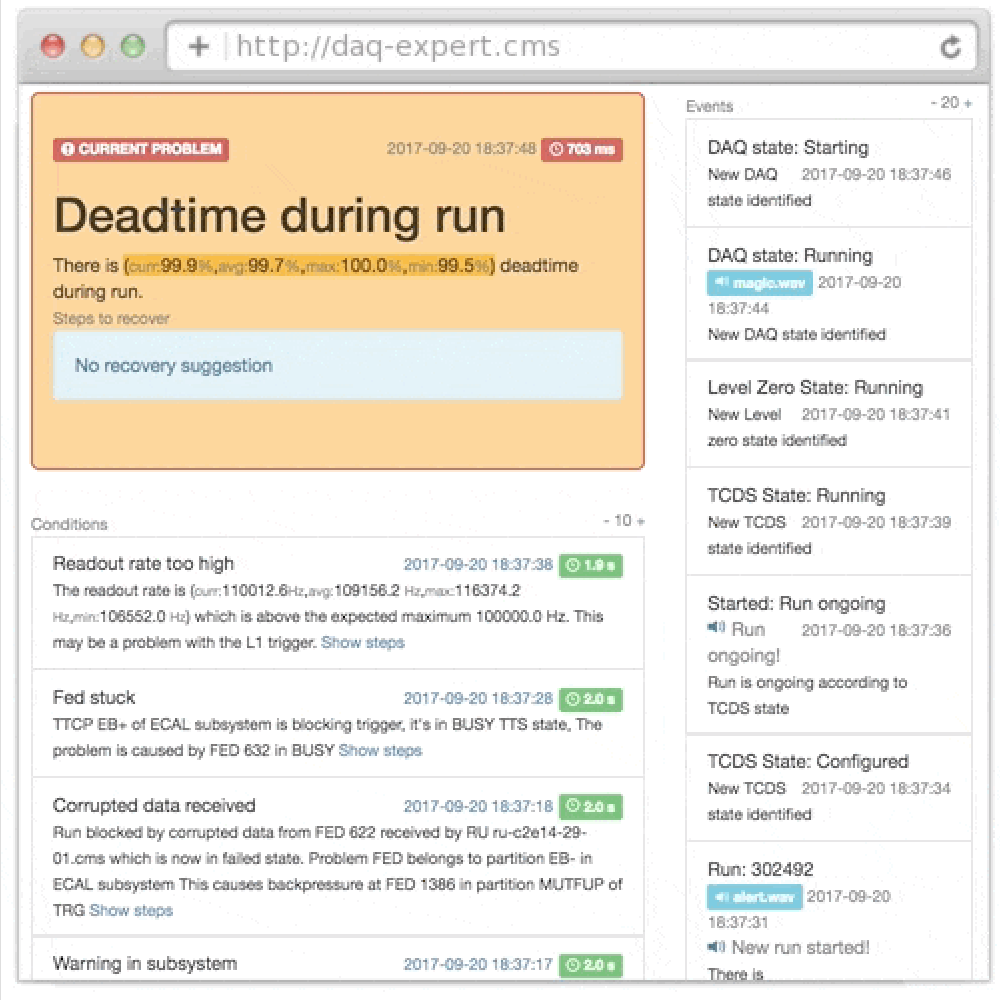 http://daq-expert.cms
CURRENT PROBLEM
2017-09-20 18:37:48 703 ms
Deadtime during run
There is (curr:99.9%,avg:99.7%,max:100.0%,min:99.5%) deadtime
during run.
Steps to recover
No recovery suggestion
Conditions
- 10 +
Readout rate too high 2017-09-20 18:37:38 1.9 s
The readout rate is (curr:110012.6Hz,avg:109156.2 Hz,max:116374.2
Hz,min:106552.0 Hz) which is above the expected maximum 100000.0 Hz. This
may be a problem with the L1 trigger. Show steps
Fed stuck 2017-09-20 18:37:28 2.0 s
TTCP EB+ of ECAL subsystem is blocking trigger, it's in BUSY TTS state, The
problem is caused by FED 632 in BUSY Show steps
Corrupted data received 2017-09-20 18:37:18 2.0 s
Run blocked by corrupted data from FED 622 received by RU ru-c2e14-29-
01.cms which is now in failed state. Problem FED belongs to partition EB- in
ECAL subsystem This causes backpressure at FED 1386 in partition MUTFUP of
TRG Show steps
Warning in subsystem 2017-09-20 18:37:17 2.0 s
Events
- 20 +
DAQ state: Starting
New DAQ 2017-09-20 18:37:46
state identified
DAQ state: Running
magic.wav 2017-09-20
18:37:44
New DAQ state identified
Level Zero State: Running
New Level 2017-09-20 18:37:41
zero state identified
TCDS State: Running
New TCDS 2017-09-20 18:37:39
state identified
Started: Run ongoing
Run 2017-09-20 18:37:36
ongoing!
Run is ongoing according to
TCDS state
TCDS State: Configured
New TCDS 2017-09-20 18:37:34
state identified
Run: 302492
alert.wav 2017-09-20
18:37:31
New run started!
There is